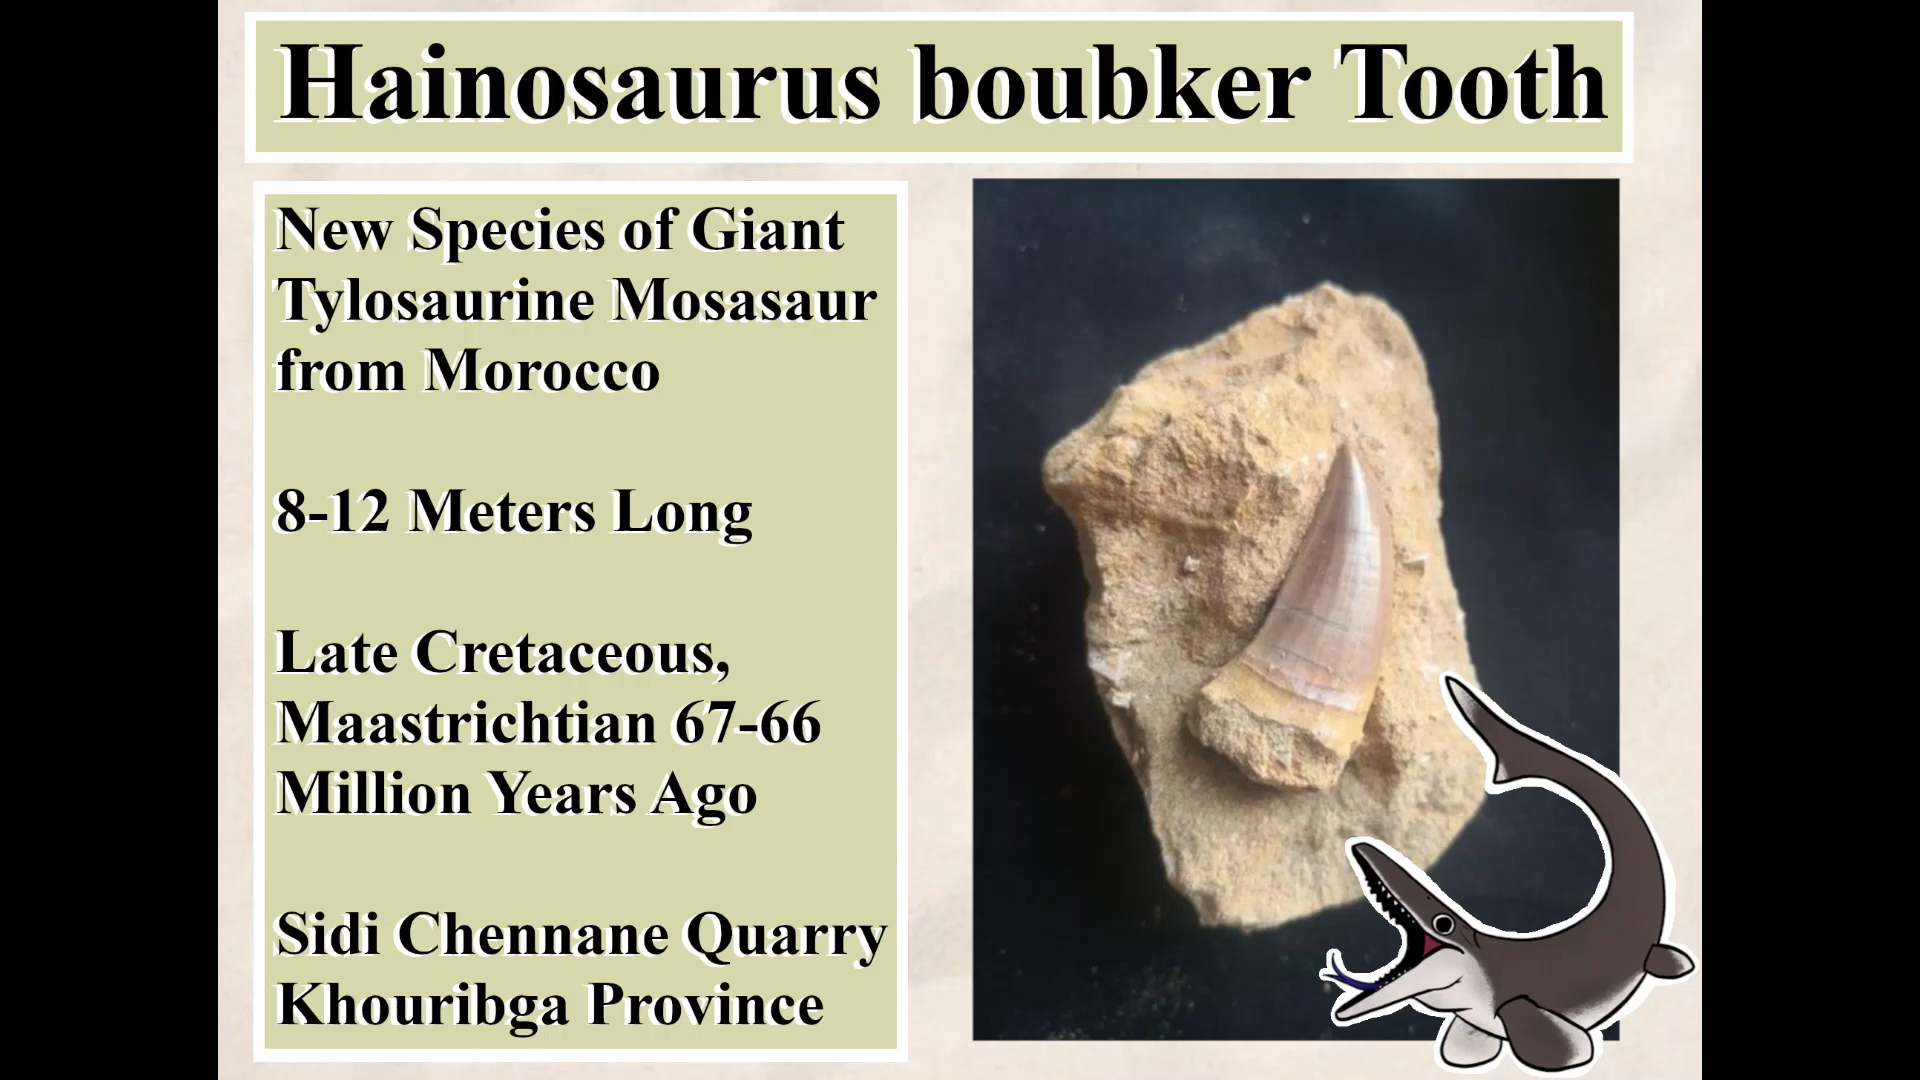 Hainosaurus boubker Tooth
New Species of Giant
Tylosaurine Mosasaur
from Morocco
8-12 Meters Long
Late Cretaceous,
Maastrichtian 67-66
Million Years Ago
Sidi Chennane Quarry
Khouribga Province